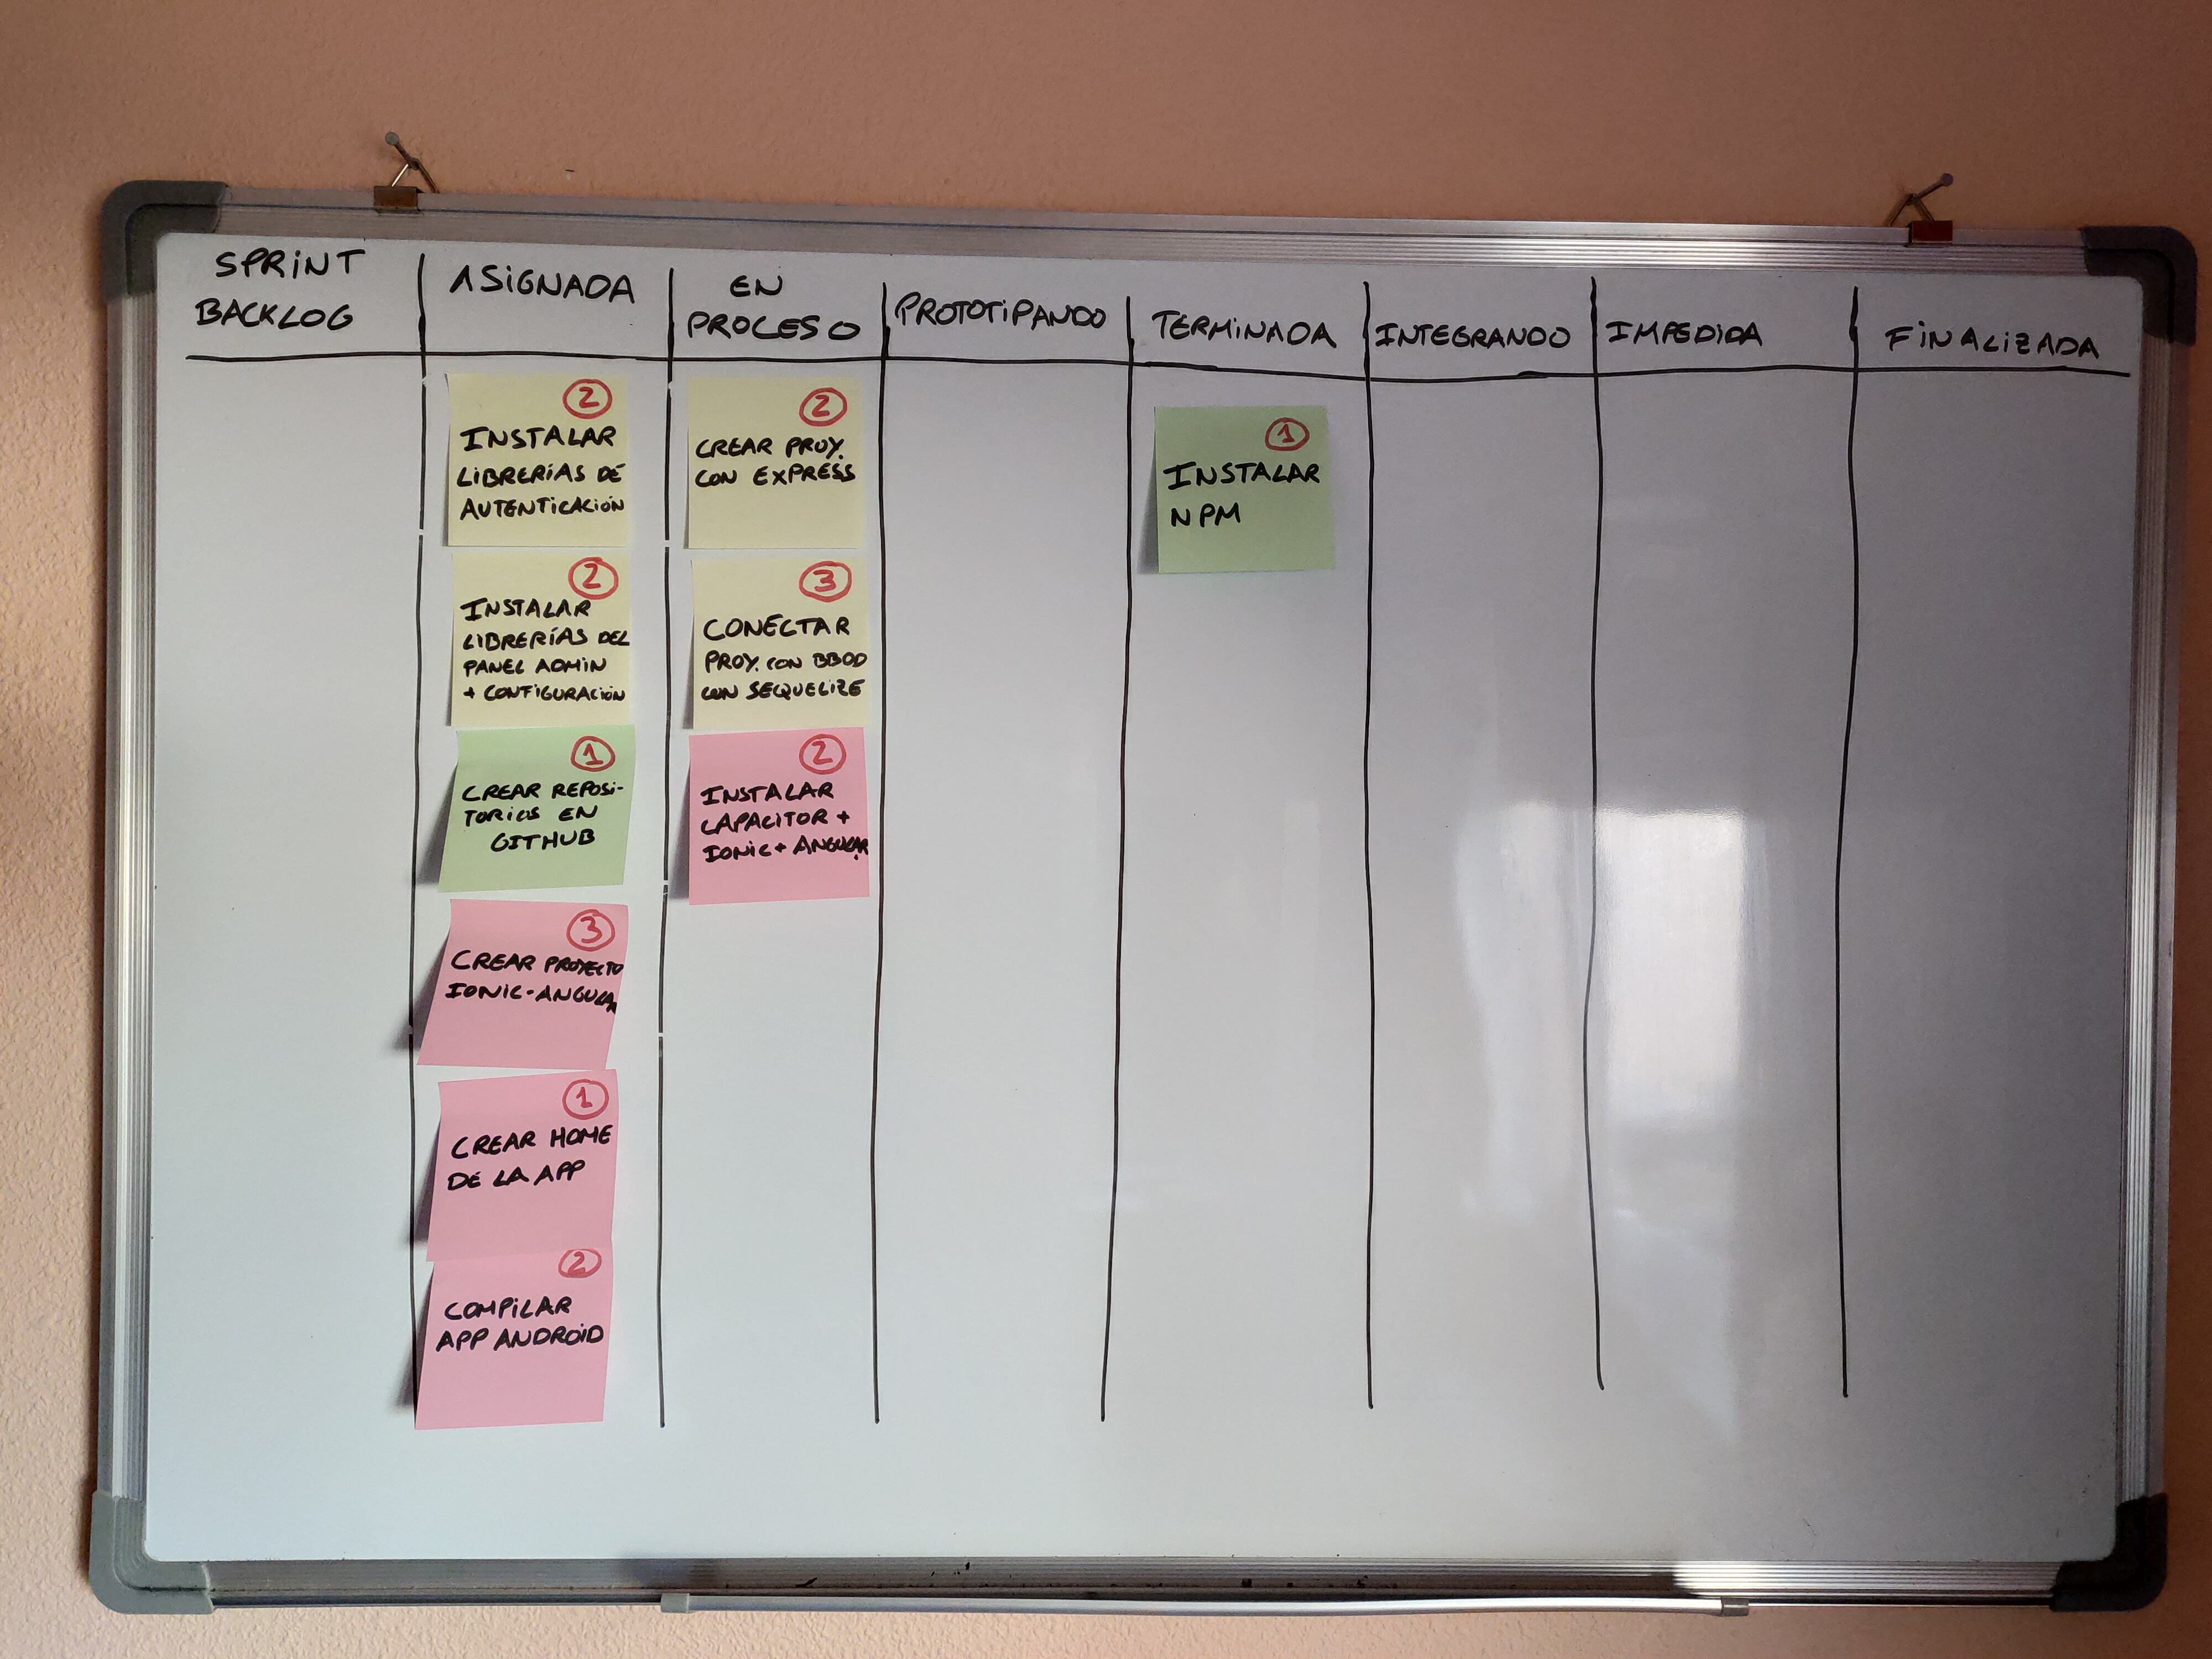 SPRINT
BACKLOG
ASIGNADA
EN
PROCESO
PROTOTIPANDO
TERMINADA
INTEGRANDO
IMPEDIDA
FINALIZADA
2
INSTALAR
LIBRERÍAS DE
AUTENTICACIÓN
2
INSTALAR
LIBRERÍAS DEL
PANEL ADMIN
+ CONFIGURACIÓN
1
CREAR REPOSI-
TORIOS EN
GITHUB
3
CREAR PROYECTO
IONIC-ANGULAR
1
CREAR HOME
DE LA APP
2
COMPILAR
APP ANDROID
2
CREAR PROY.
CON EXPRESS
3
CONECTAR
PROY. CON BBDD
CON SEQUELIZE
2
INSTALAR
CAPACITOR +
IONIC + ANGULAR
1
INSTALAR
NPM